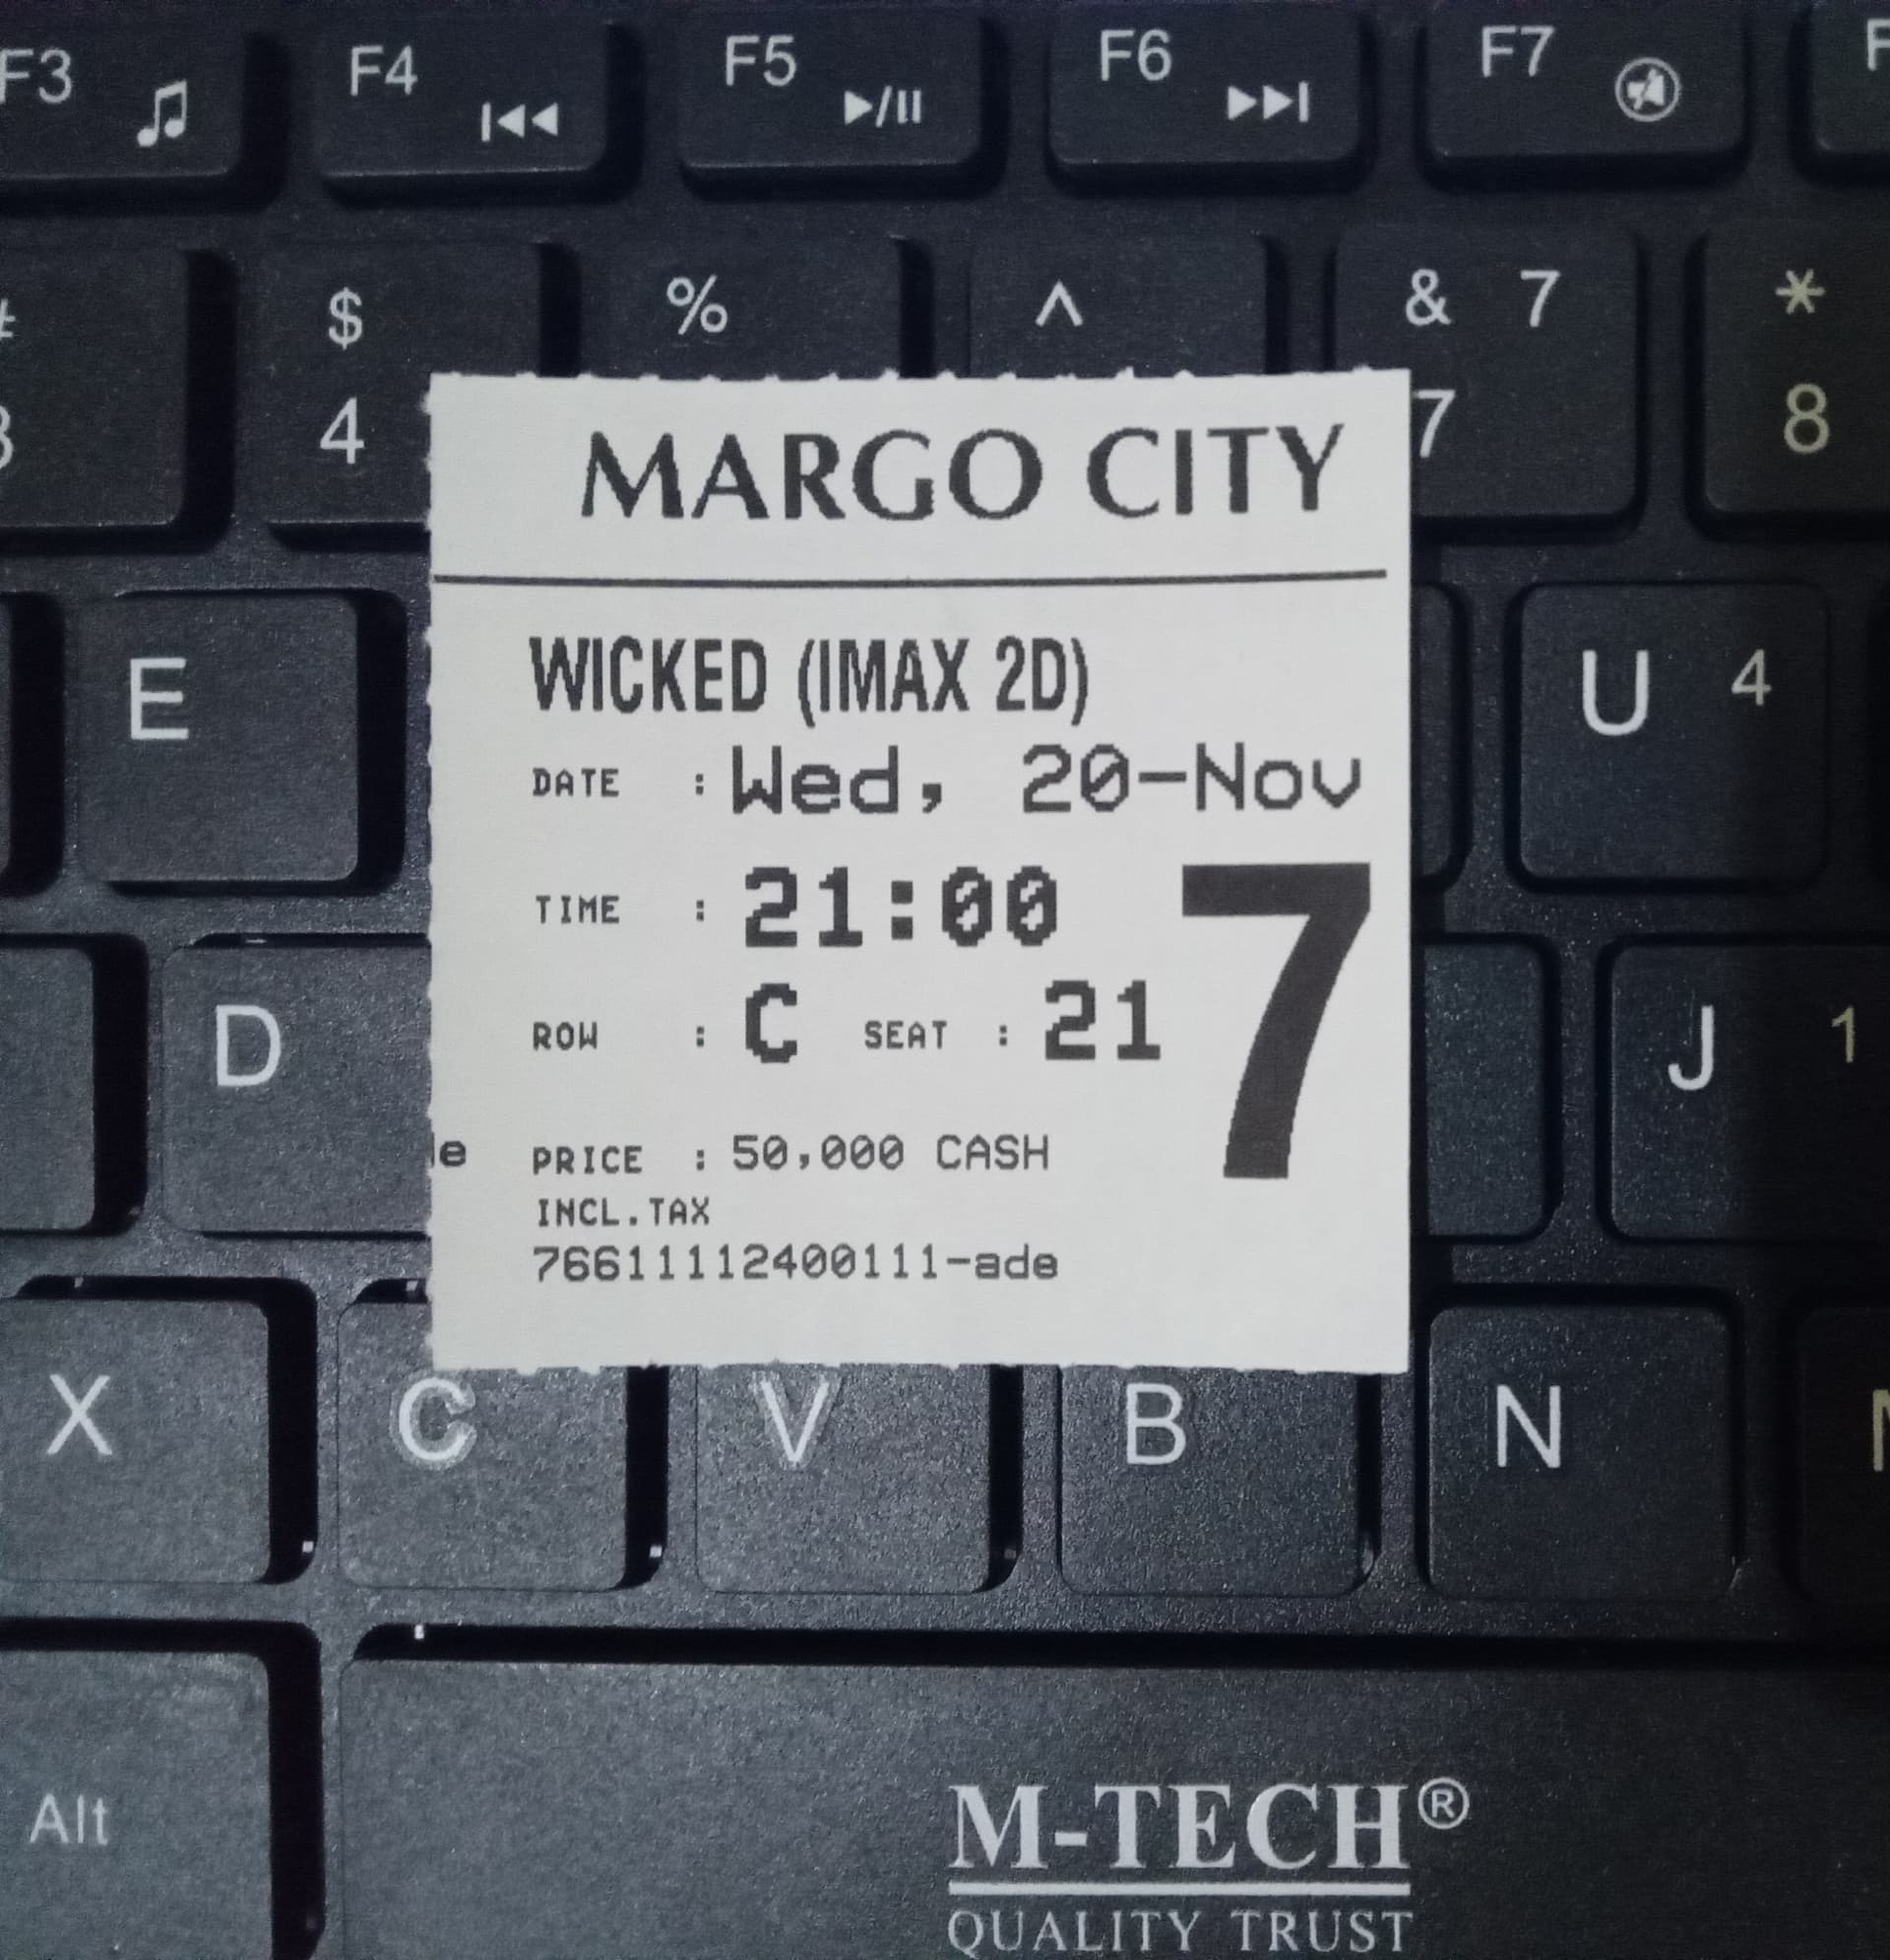 F3 F4 F5 F6 F7
$ % ^ & 7 *
4 7 8
MARGO CITY
WICKED (IMAX 2D)
E U 4
DATE : Wed, 20-Nov
TIME : 21:00
7
ROW : C SEAT : 21
D J 1
e PRICE : 50,000 CASH
INCL.TAX
766111112400111-ade
X C V B N
Alt
M-TECH®
QUALITY TRUST